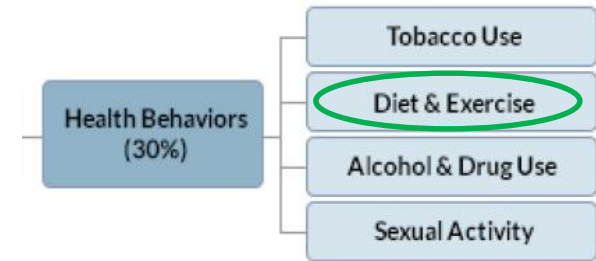 Tobacco Use
Diet & Exercise
Health Behaviors
(30%)
Alcohol & Drug Use
Sexual Activity